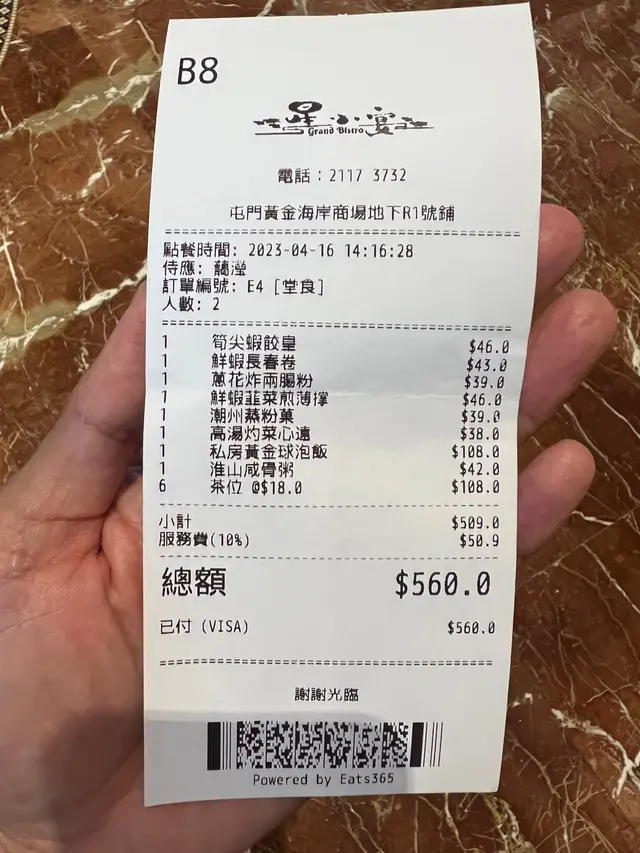 B8
星小宴
Grand Bistro
電話：2117 3732
屯門黃金海岸商場地下R1號鋪
點餐時間: 2023-04-16 14:16:28
侍應: 藹瀅
訂單編號: E4 [堂食]
人數: 2
1 筍尖蝦餃皇 $46.0
1 鮮蝦長春卷 $43.0
1 蔥花炸兩腸粉 $39.0
1 鮮蝦韮菜煎薄撑 $46.0
1 潮州蒸粉菓 $39.0
1 高湯灼菜心遠 $38.0
1 私房黃金球泡飯 $108.0
1 淮山咸骨粥 $42.0
6 茶位 @$18.0 $108.0
小計 $509.0
服務費(10%) $50.9
總額 $560.0
已付 (VISA) $560.0
謝謝光臨
Powered by Eats365